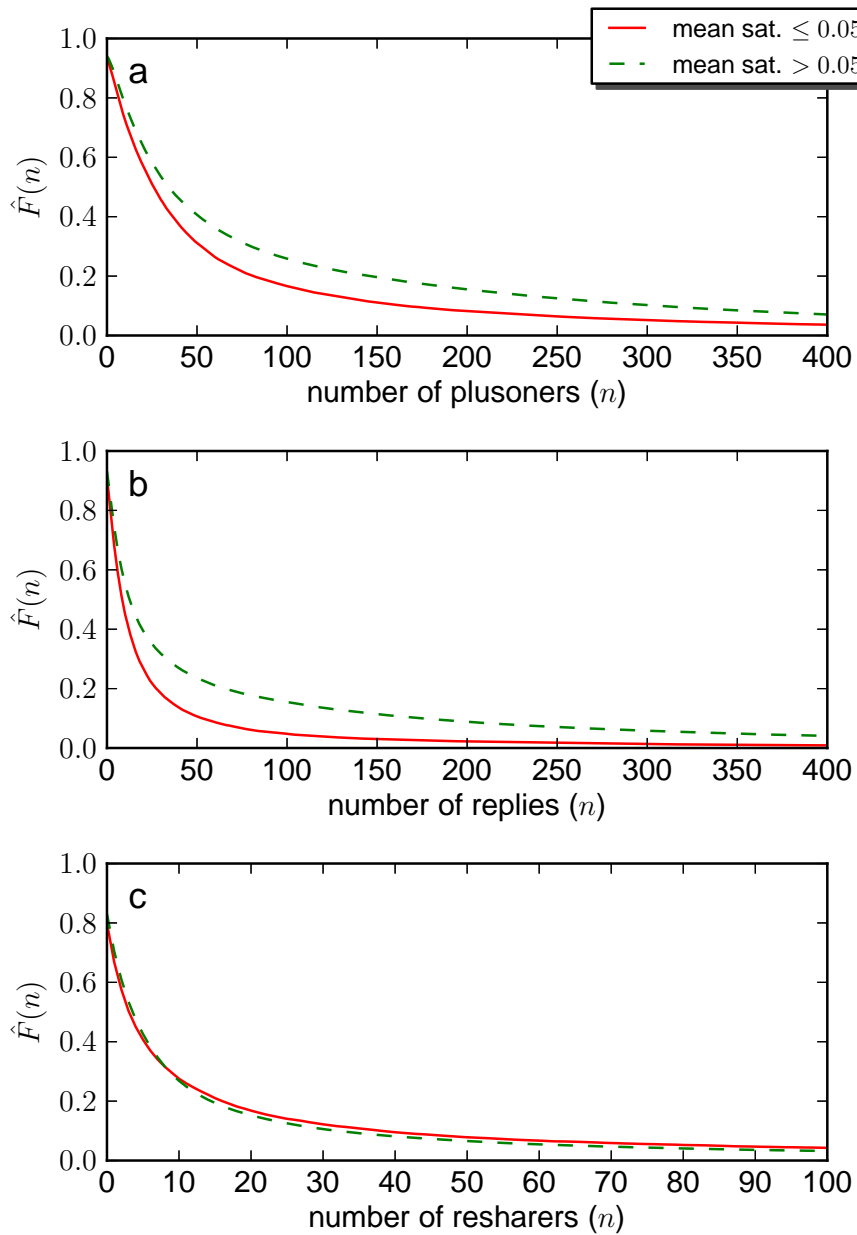 mean sat. ≤ 0.05
mean sat. > 0.05
a
1.0
0.8
0.6
0.4
0.2
0.0
F̂(n)
0 50 100 150 200 250 300 350 400
number of plusoners (n)
b
1.0
0.8
0.6
0.4
0.2
0.0
F̂(n)
0 50 100 150 200 250 300 350 400
number of replies (n)
c
1.0
0.8
0.6
0.4
0.2
0.0
F̂(n)
0 10 20 30 40 50 60 70 80 90 100
number of resharers (n)